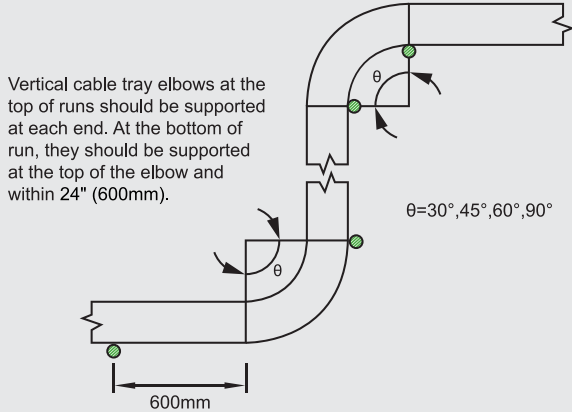 Vertical cable tray elbows at the
top of runs should be supported
at each end. At the bottom of
run, they should be supported
at the top of the elbow and
within 24" (600mm).
θ
θ=30°,45°,60°,90°
θ
600mm